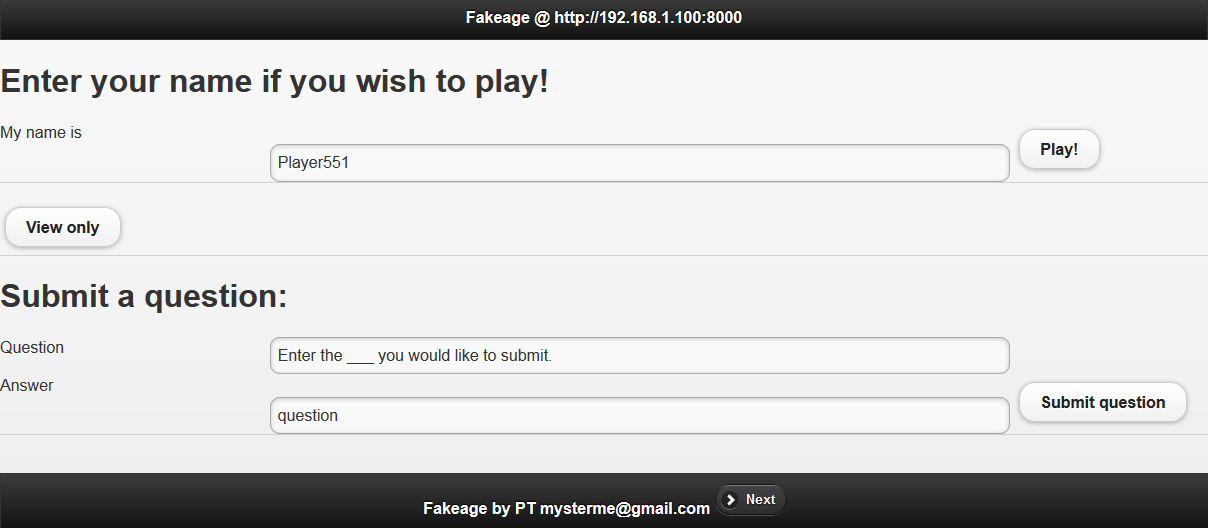 Fakeage @ http://192.168.1.100:8000
Enter your name if you wish to play!
My name is
Player551
Play!
View only
Submit a question:
Question
Enter the ___ you would like to submit.
Answer
question
Submit question
Fakeage by PT mysterme@gmail.com
Next